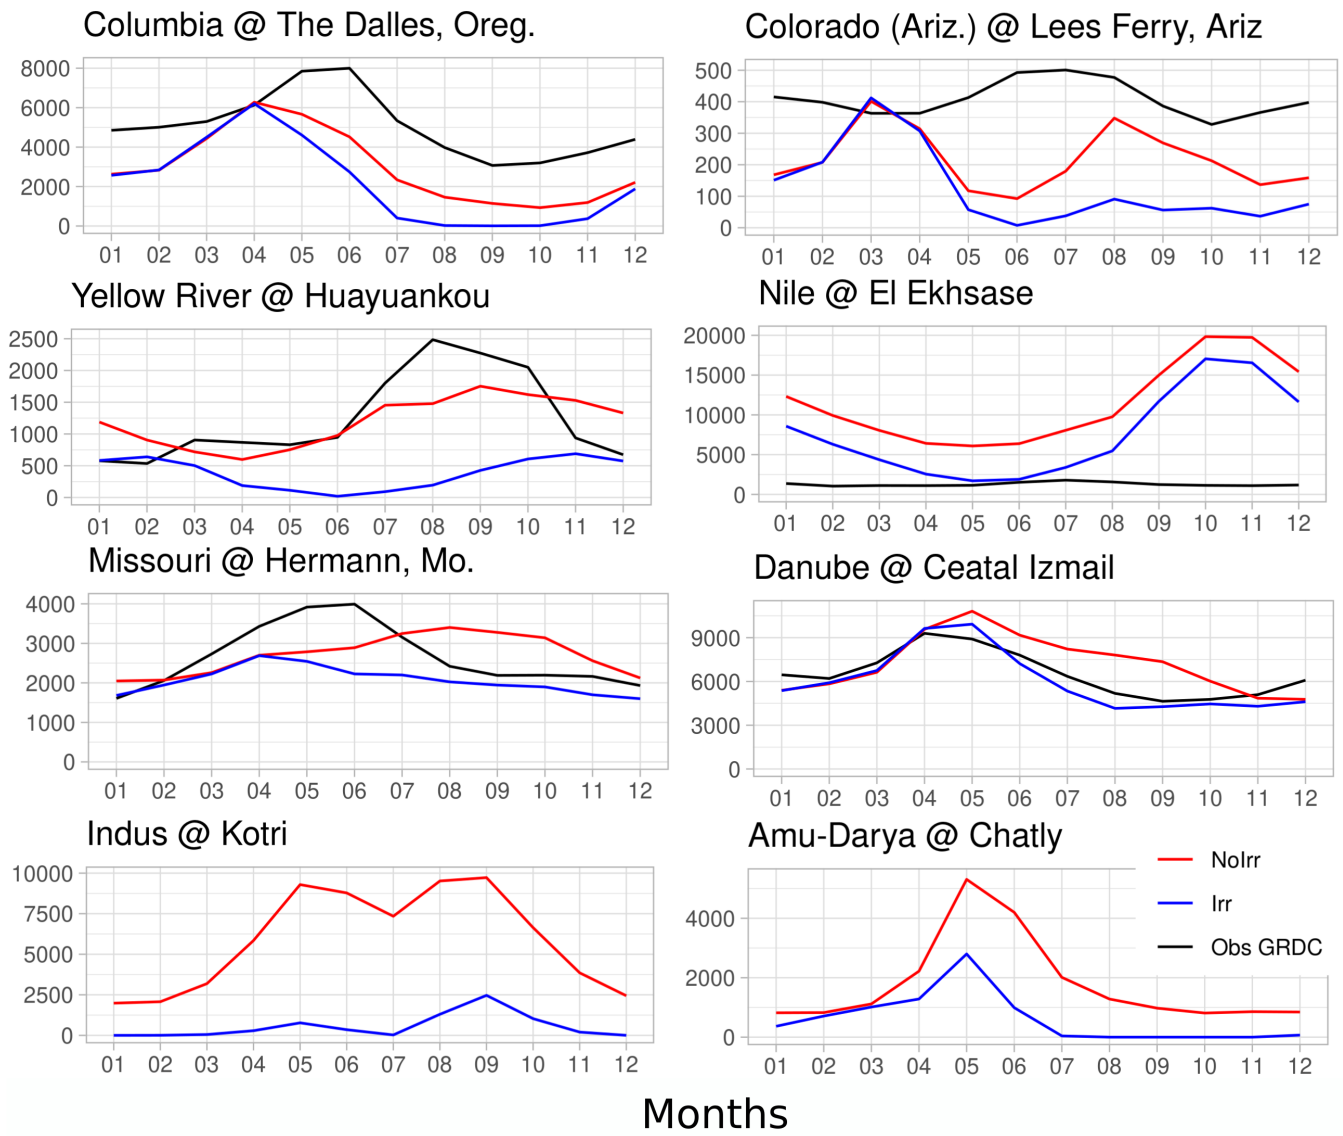 Columbia @ The Dalles, Oreg.
8000
6000
4000
2000
0
01 02 03 04 05 06 07 08 09 10 11 12
Colorado (Ariz.) @ Lees Ferry, Ariz
500
400
300
200
100
0
01 02 03 04 05 06 07 08 09 10 11 12
Yellow River @ Huayuankou
2500
2000
1500
1000
500
0
01 02 03 04 05 06 07 08 09 10 11 12
Nile @ El Ekhsase
20000
15000
10000
5000
0
01 02 03 04 05 06 07 08 09 10 11 12
Missouri @ Hermann, Mo.
4000
3000
2000
1000
0
01 02 03 04 05 06 07 08 09 10 11 12
Danube @ Ceatal Izmail
9000
6000
3000
0
01 02 03 04 05 06 07 08 09 10 11 12
Indus @ Kotri
10000
7500
5000
2500
0
01 02 03 04 05 06 07 08 09 10 11 12
Amu-Darya @ Chatly
4000
2000
0
01 02 03 04 05 06 07 08 09 10 11 12
NoIrr
Irr
Obs GRDC
Months